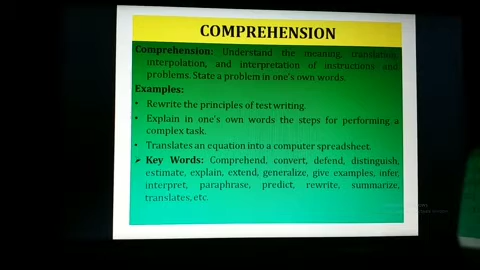 COMPREHENSION
Comprehension: Understand the meaning, translation,
interpolation, and interpretation of instructions and
problems. State a problem in one's own words.
Examples:
• Rewrite the principles of test writing.
• Explain in one's own words the steps for performing a
complex task.
• Translates an equation into a computer spreadsheet.
➢ Key Words: Comprehend, convert, defend, distinguish,
estimate, explain, extend, generalize, give examples, infer,
interpret, paraphrase, predict, rewrite, summarize,
translates, etc.